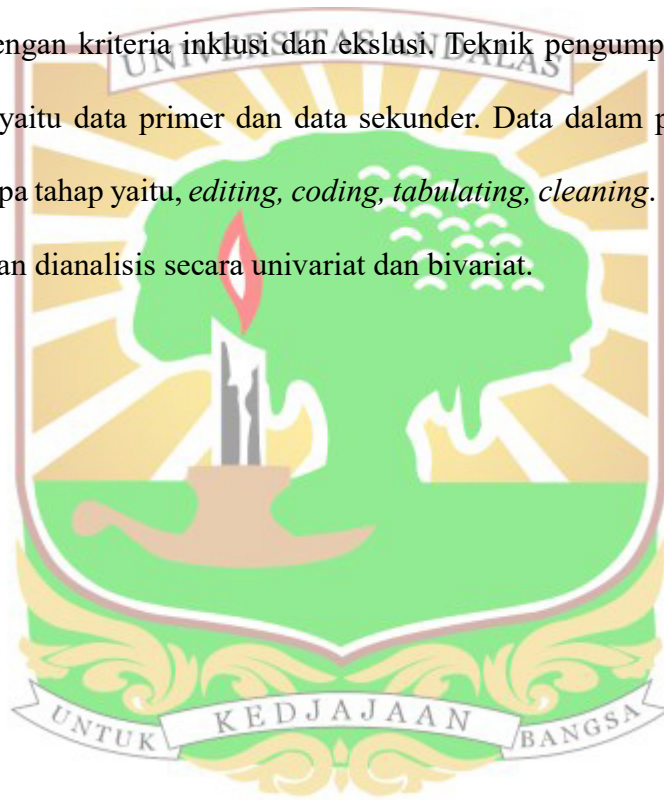 engan kriteria inklusi dan ekslusi. Teknik pengump
UNIVERSITAS ANDALAS
yaitu data primer dan data sekunder. Data dalam p
pa tahap yaitu, editing, coding, tabulating, cleaning.
an dianalisis secara univariat dan bivariat.
UNTUK KEDJAJAAN BANGSA